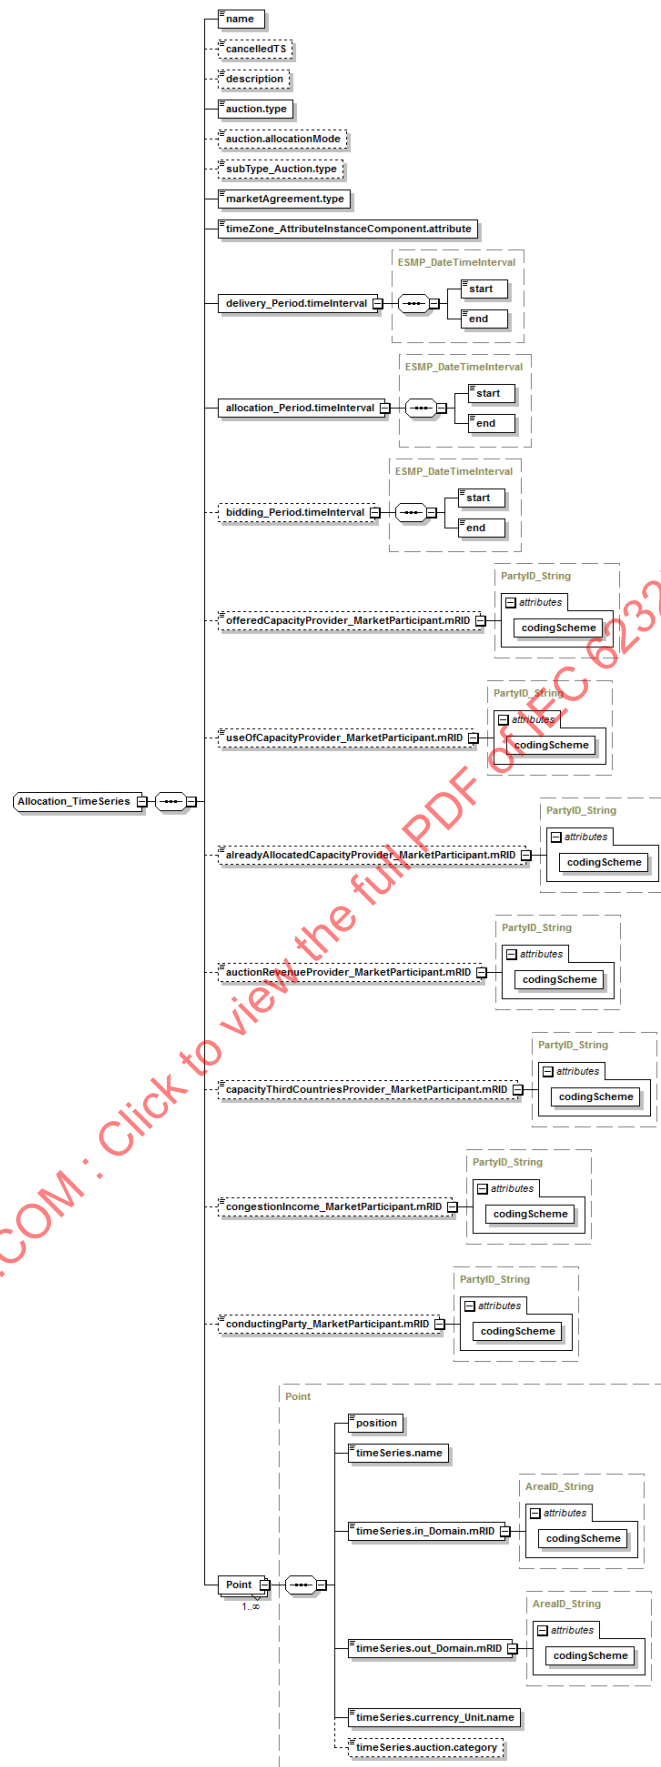 name
cancelledTS
description
auction.type
auction.allocationMode
subType_Auction.type
marketAgreement.type
timeZone_AttributeInstanceComponent.attribute
ESMP_DateTimeInterval
start
delivery_Period.timeInterval
end
ESMP_DateTimeInterval
start
allocation_Period.timeInterval
end
ESMP_DateTimeInterval
start
bidding_Period.timeInterval
end
PartyID_String
attributes
offeredCapacityProvider_MarketParticipant.mRID
codingScheme
PartyID_String
attributes
useOfCapacityProvider_MarketParticipant.mRID
codingScheme
Allocation_TimeSeries
PartyID_String
attributes
alreadyAllocatedCapacityProvider_MarketParticipant.mRID
codingScheme
PartyID_String
attributes
auctionRevenueProvider_MarketParticipant.mRID
codingScheme
PartyID_String
attributes
capacityThirdCountriesProvider_MarketParticipant.mRID
codingScheme
PartyID_String
attributes
congestionIncome_MarketParticipant.mRID
codingScheme
PartyID_String
attributes
conductingParty_MarketParticipant.mRID
codingScheme
Point
position
timeSeries.name
AreaID_String
attributes
timeSeries.in_Domain.mRID
codingScheme
Point
1..∞
AreaID_String
attributes
timeSeries.out_Domain.mRID
codingScheme
timeSeries.currency_Unit.name
timeSeries.auction.category
.COM : Click to view the full PDF of IEC 6232